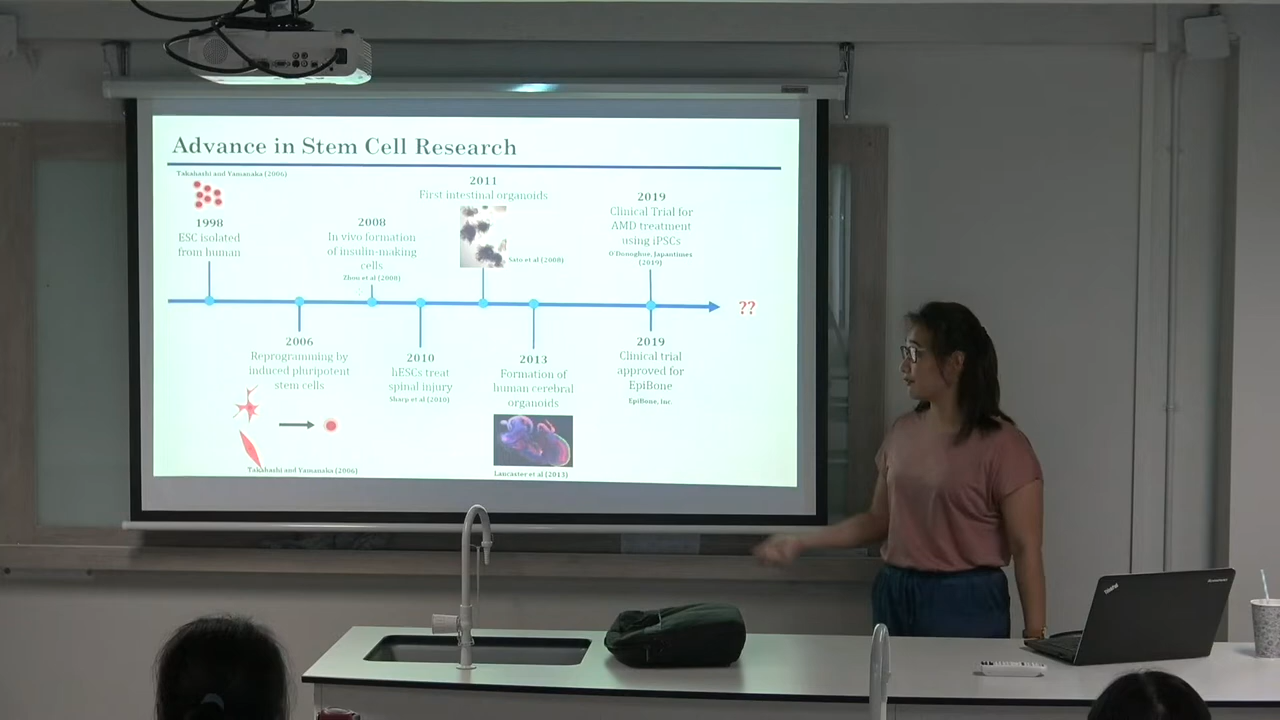 Advance in Stem Cell Research
Takahashi and Yamanaka (2006)
1998
ESC isolated
from human
2008
In vivo formation
of insulin-making
cells
Zhou et al (2008)
2011
First intestinal organoids
Sato et al (2008)
2019
Clinical Trial for
AMD treatment
using iPSCs
O'Donoghue, Japantimes
(2019)
??
2006
Reprogramming by
induced pluripotent
stem cells
Takahashi and Yamanaka (2006)
2010
hESCs treat
spinal injury
Sharp et al (2010)
2013
Formation of
human cerebral
organoids
Lancaster et al (2013)
2019
Clinical trial
approved for
EpiBone
EpiBone, Inc.
ThinkPad